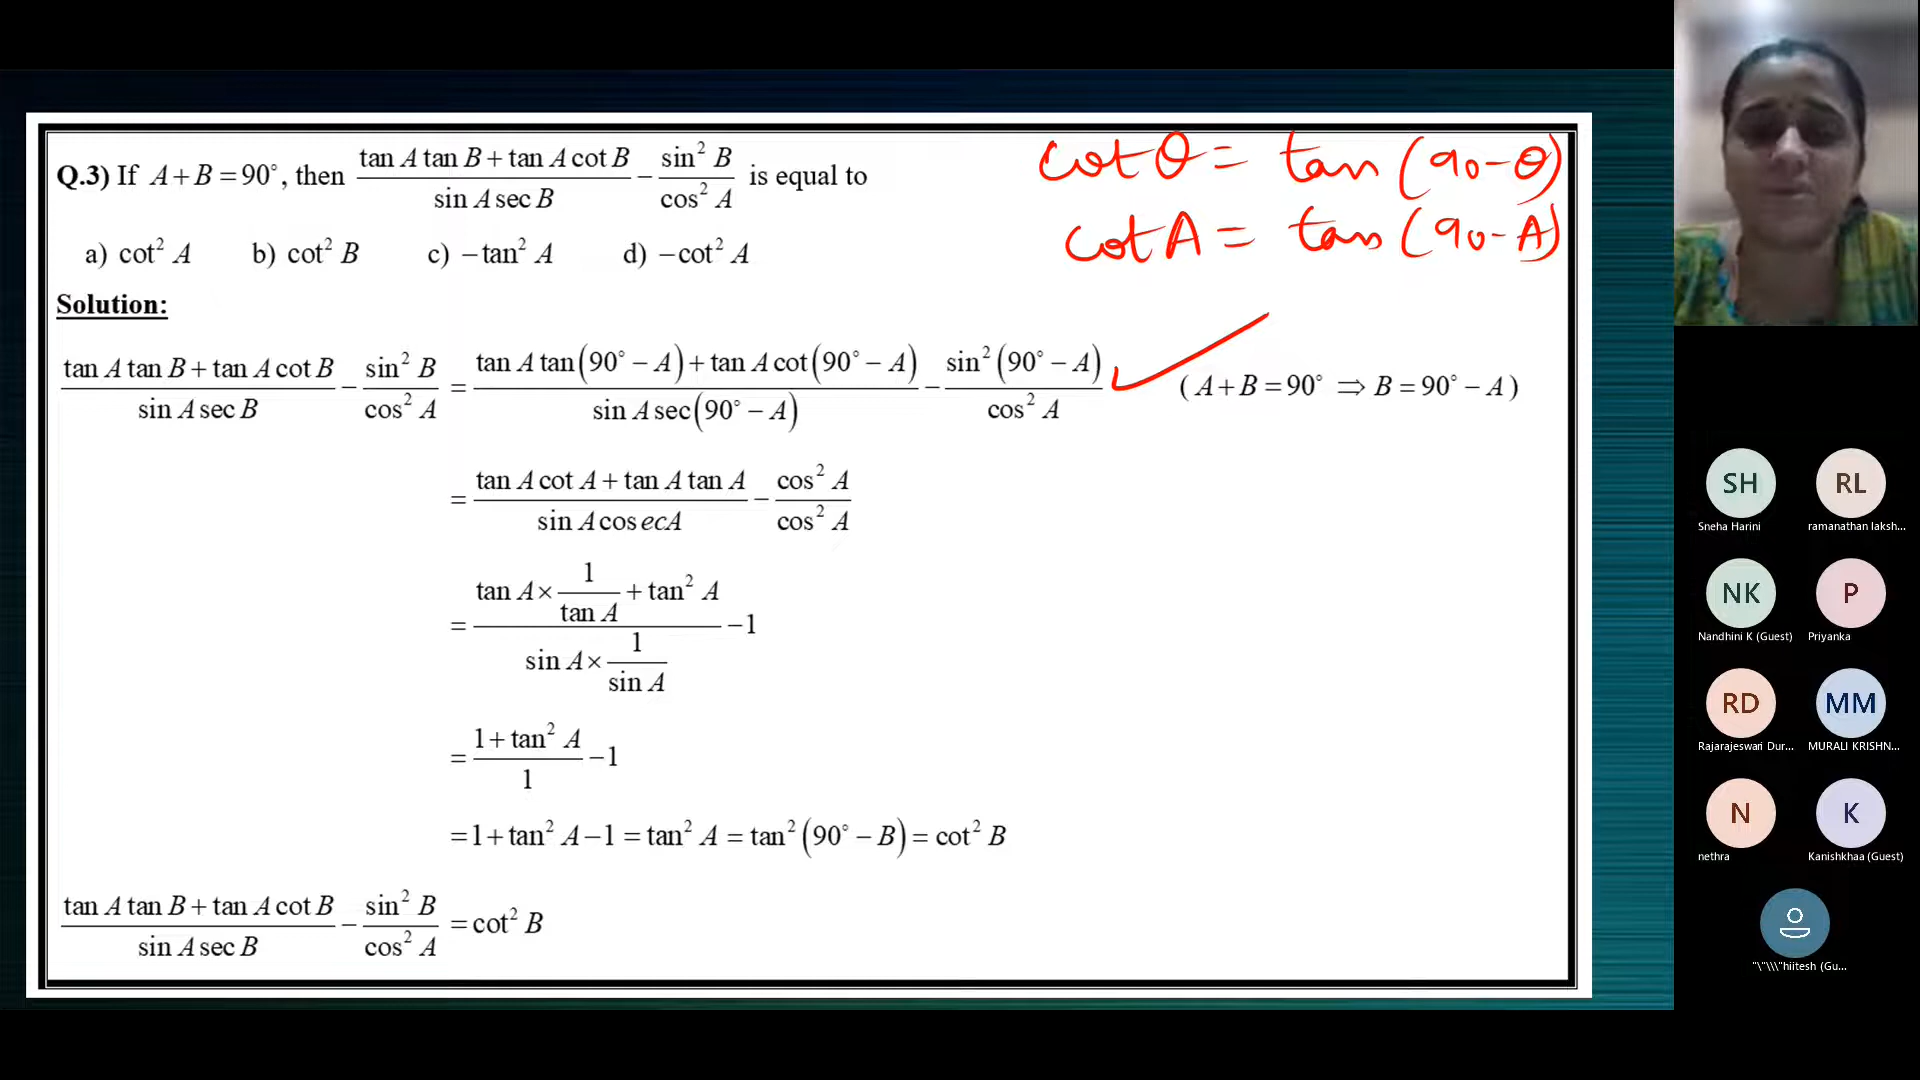 Q.3) If A+B=90°, then (tan A tan B + tan A cot B)/(sin A sec B) − sin² B/cos² A is equal to
a) cot² A b) cot² B c) −tan² A d) −cot² A
cot θ = tan (90-θ)
cot A = tan (90-A)
Solution:
(tan A tan B + tan A cot B)/(sin A sec B) − sin² B/cos² A = (tan A tan(90° − A) + tan A cot(90° − A))/(sin A sec(90° − A)) − sin²(90° − A)/cos² A (A+B=90° ⇒ B=90°−A)
= (tan A cot A + tan A tan A)/(sin A cosecA) − cos² A/cos² A
= (tan A × 1/tan A + tan² A)/(sin A × 1/sin A) −1
= (1+tan² A)/1 −1
=1+tan² A−1 = tan² A = tan²(90° − B) = cot² B
(tan A tan B + tan A cot B)/(sin A sec B) − sin² B/cos² A = cot² B
SH
Sneha Harini
RL
ramanathan laksh...
NK
Nandhini K (Guest)
P
Priyanka
RD
Rajarajeswari Dur...
MM
MURALI KRISHN...
N
nethra
K
Kanishkhaa (Guest)
"\"\\\"hiitesh (Gu...